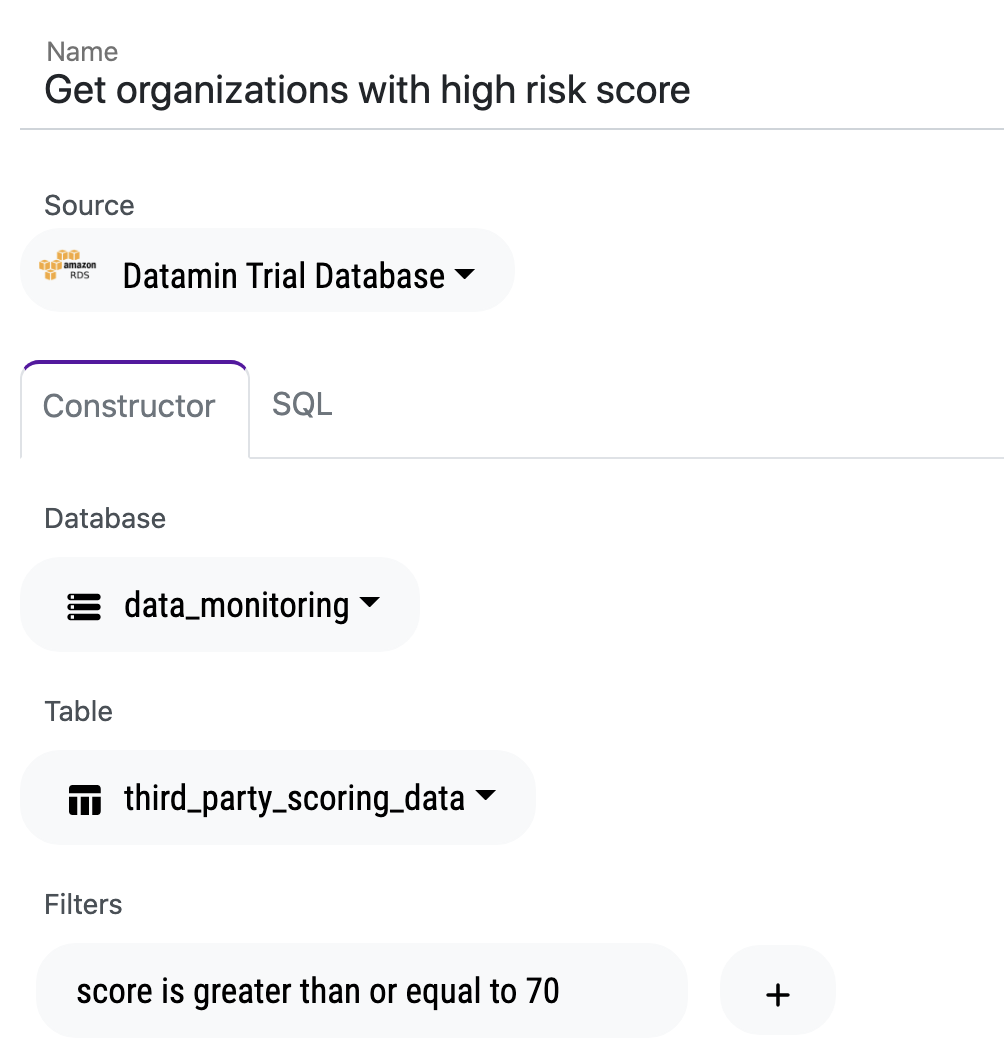 Name
Get organizations with high risk score
Source
amazon
RDS
Datamin Trial Database
Constructor
SQL
Database
data_monitoring
Table
third_party_scoring_data
Filters
score is greater than or equal to 70
+